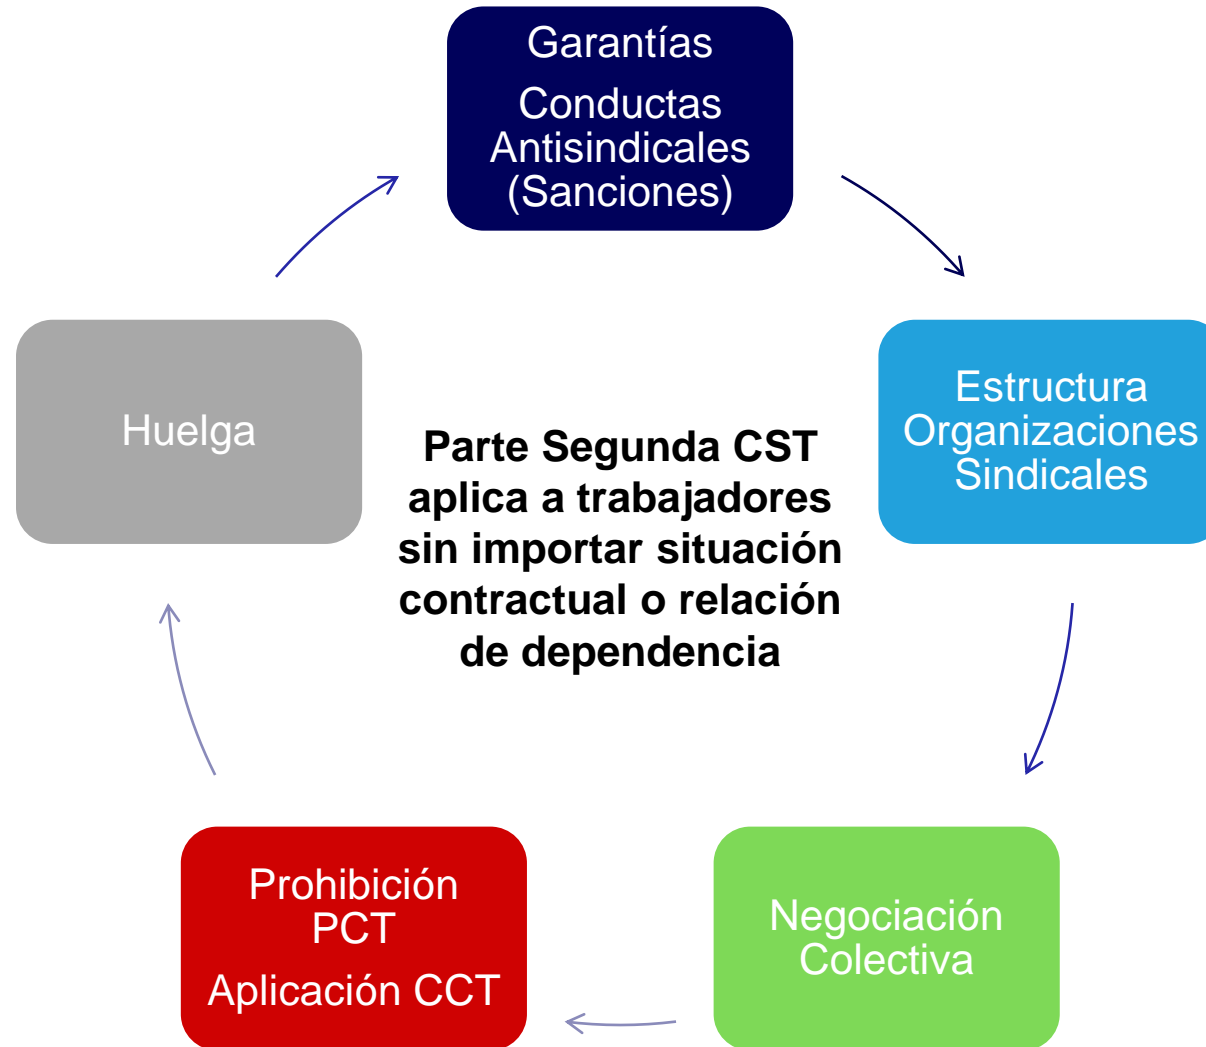 Garantías
Conductas
Antisindicales
(Sanciones)
Estructura
Organizaciones
Sindicales
Negociación
Colectiva
Prohibición
PCT
Aplicación CCT
Huelga
Parte Segunda CST
aplica a trabajadores
sin importar situación
contractual o relación
de dependencia